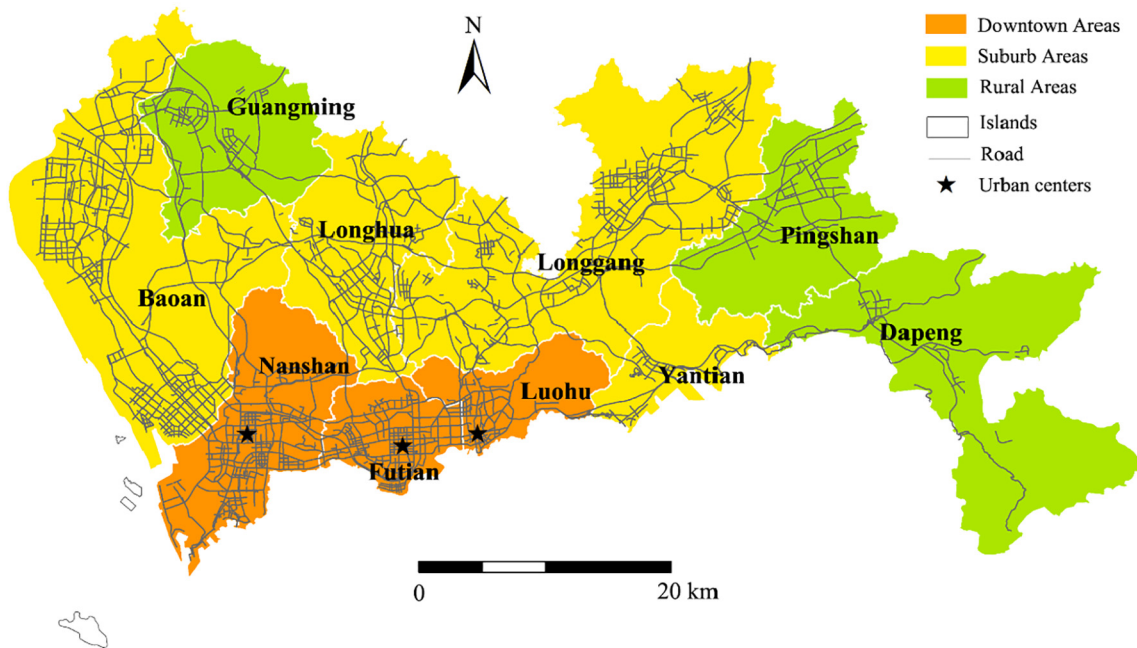 N
Downtown Areas
Suburb Areas
Rural Areas
Islands
Road
Urban centers
Guangming
Longhua
Pingshan
Longgang
Baoan
Dapeng
Nanshan
Yantian
Luohu
Futian
0 20 km